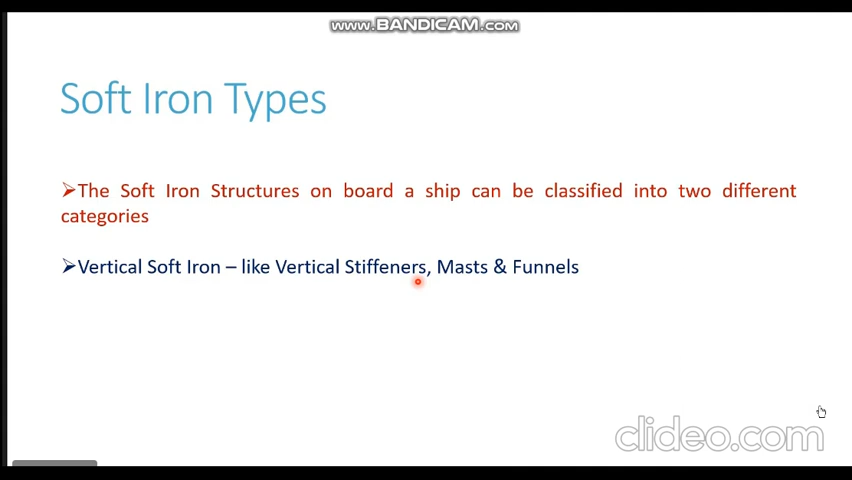 www.BANDICAM.com
Soft Iron Types
➢The Soft Iron Structures on board a ship can be classified into two different
categories
➢Vertical Soft Iron – like Vertical Stiffeners, Masts & Funnels
clideo.com